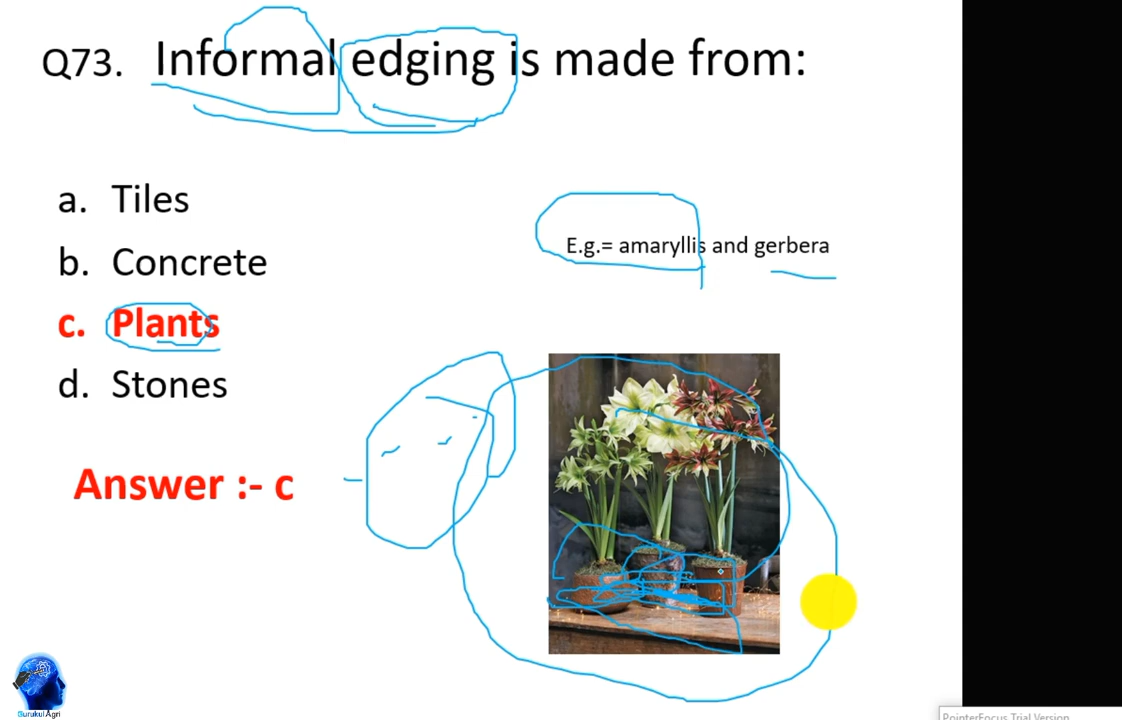 Q73. Informal edging is made from:
a. Tiles
E.g.= amaryllis and gerbera
b. Concrete
c. Plants
d. Stones
Answer :- c
Gurukul Agri
PointerFocus Trial Version